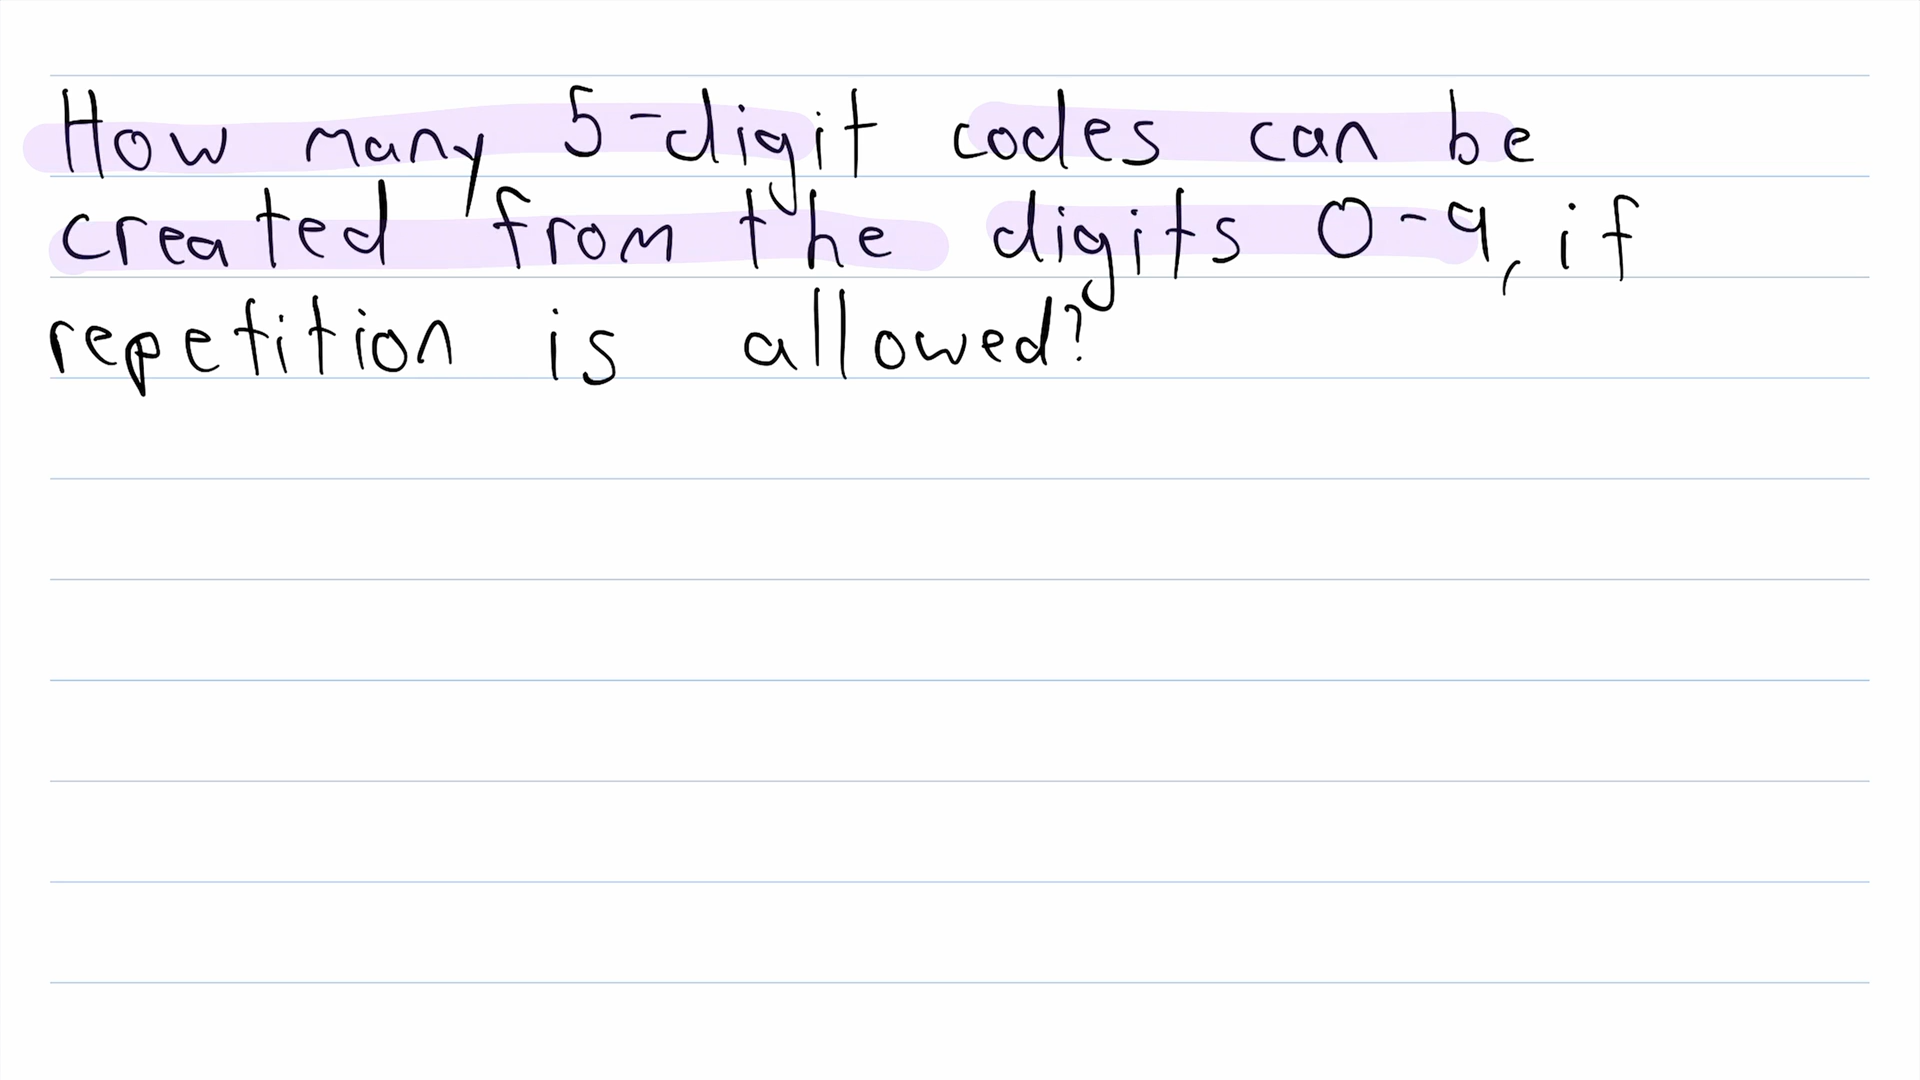 How many 5-digit codes can be
created from the digits 0-9, if
repetition is allowed?